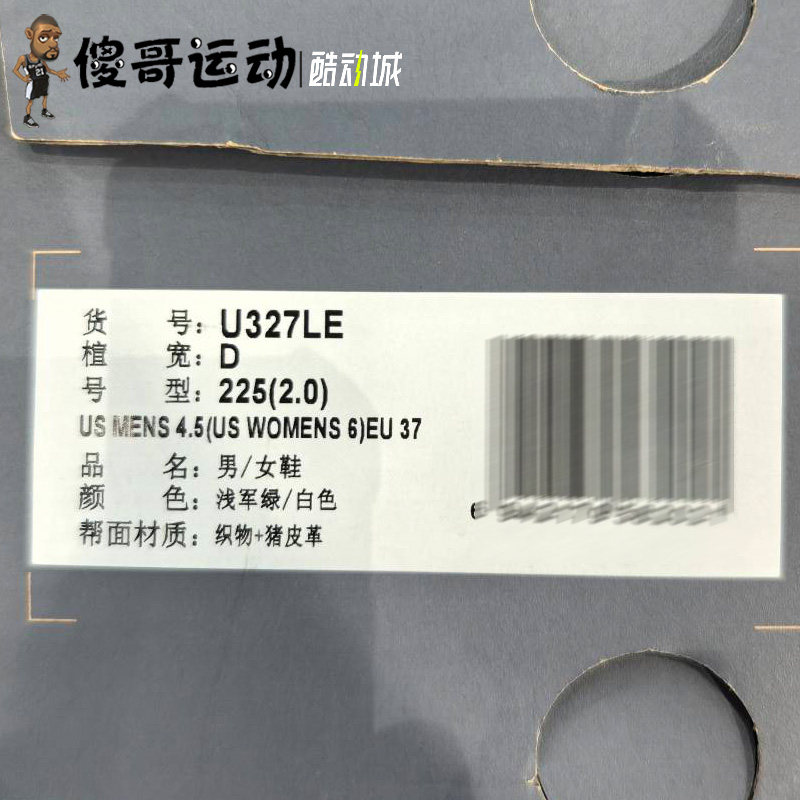 傻哥运动|酷动城
21
货 号：U327LE
楦 宽：D
号 型：225(2.0)
US MENS 4.5(US WOMENS 6)EU 37
品 名：男/女鞋
颜 色：浅军绿/白色
帮面材质：织物+猪皮革